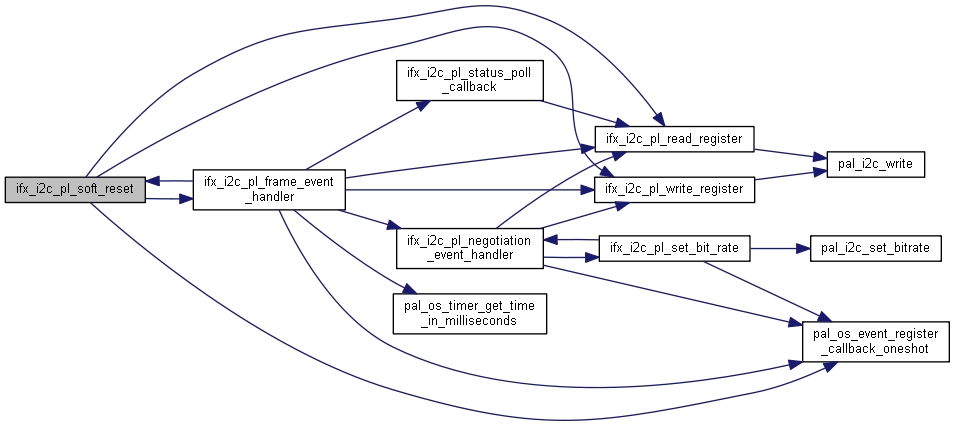 ifx_i2c_pl_soft_reset
ifx_i2c_pl_frame_event
_handler
ifx_i2c_pl_status_poll
_callback
ifx_i2c_pl_negotiation
_event_handler
pal_os_timer_get_time
_in_milliseconds
ifx_i2c_pl_read_register
ifx_i2c_pl_write_register
ifx_i2c_pl_set_bit_rate
pal_i2c_write
pal_i2c_set_bitrate
pal_os_event_register
_callback_oneshot